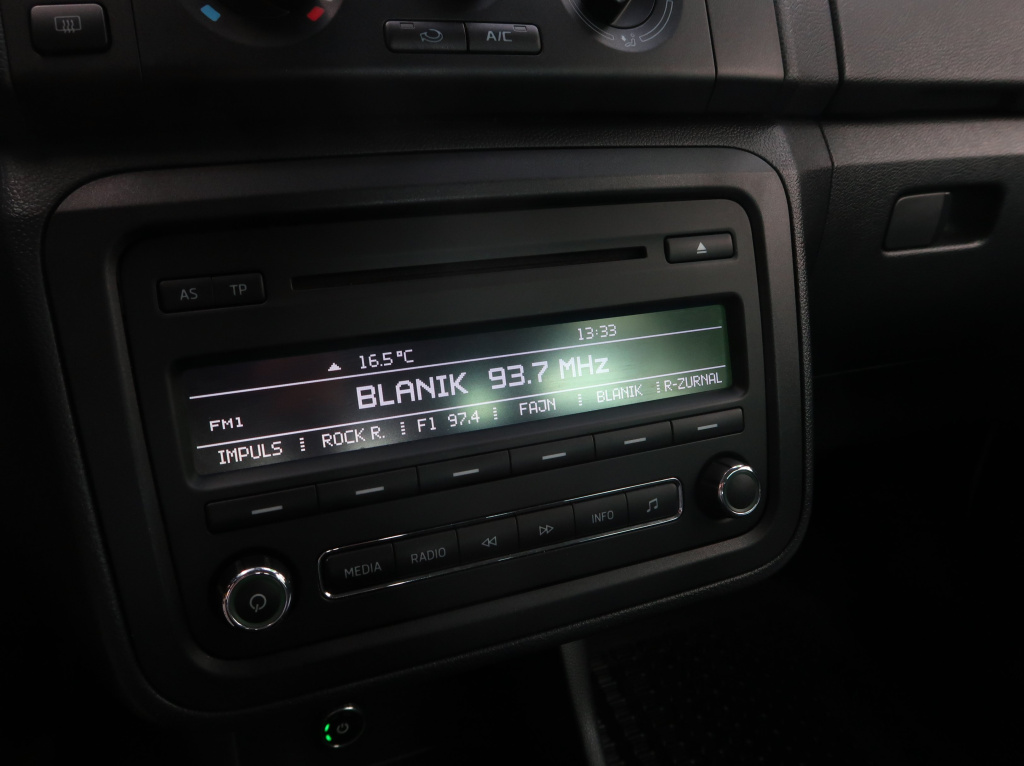 A/C
AS TP
16.5°C 13:33
BLANIK 93.7 MHz
FM1
IMPULS ROCK R. F1 97.4 FAJN BLANIK R-ZURNAL
MEDIA RADIO INFO